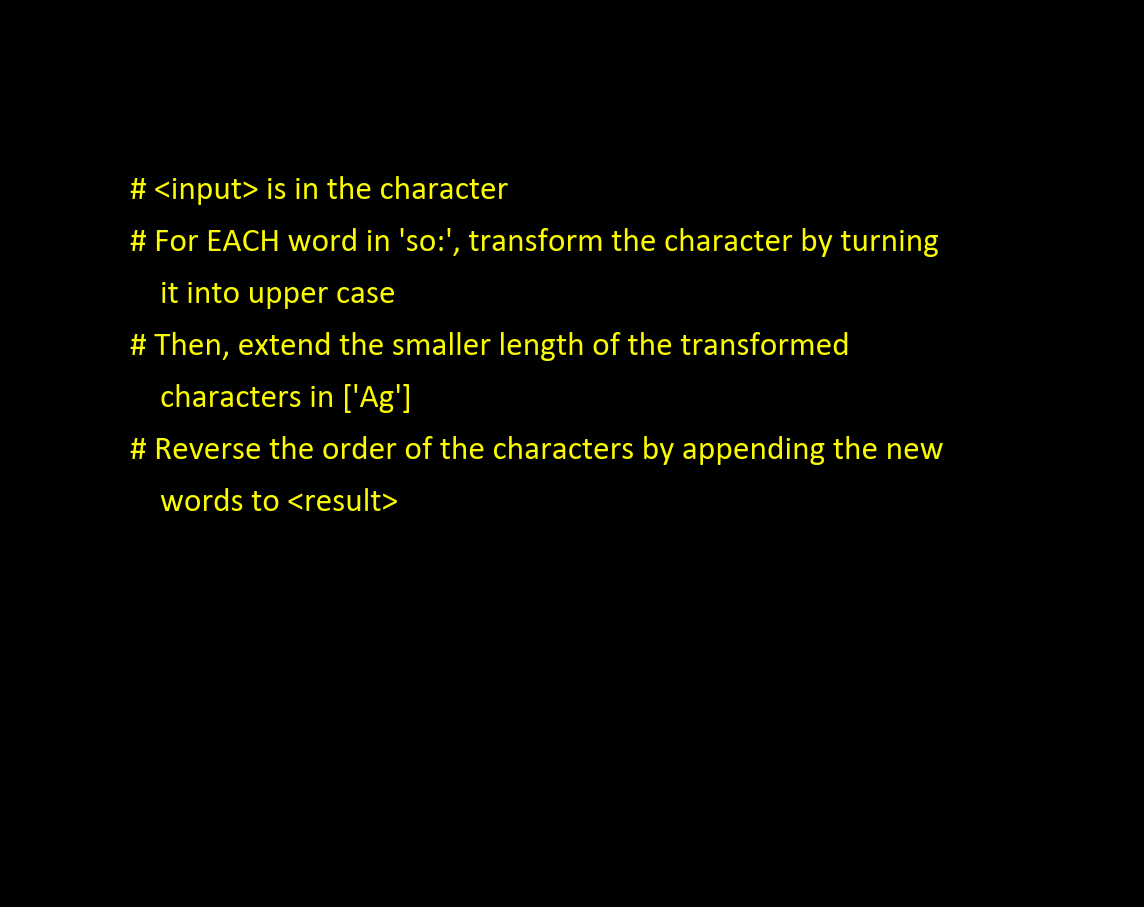 # <input> is in the character
# For EACH word in 'so:', transform the character by turning
it into upper case
# Then, extend the smaller length of the transformed
characters in ['Ag']
# Reverse the order of the characters by appending the new
words to <result>